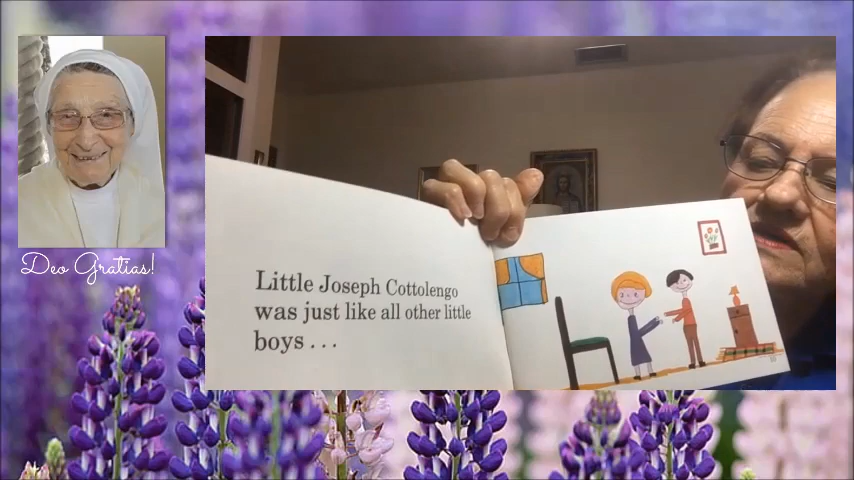 Deo Gratias!
Little Joseph Cottolengo
was just like all other little
boys . . .